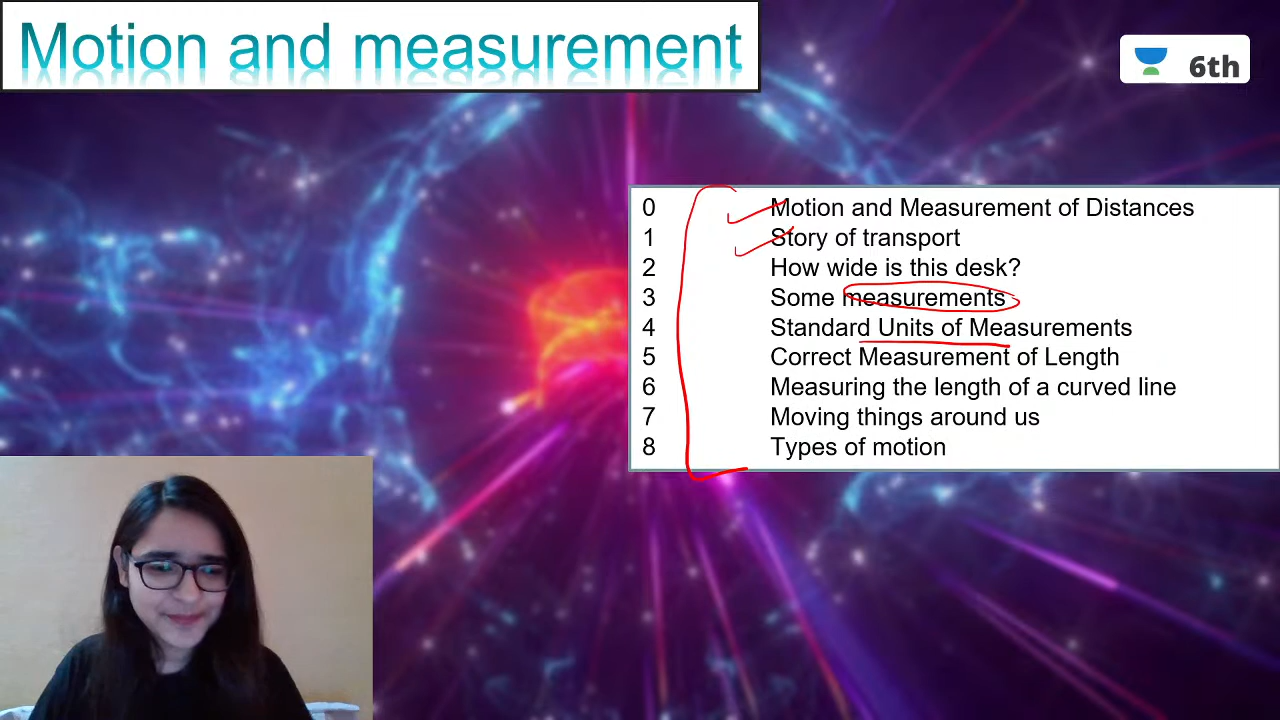 Motion and measurement
6th
0 Motion and Measurement of Distances
1 Story of transport
2 How wide is this desk?
3 Some measurements
4 Standard Units of Measurements
5 Correct Measurement of Length
6 Measuring the length of a curved line
7 Moving things around us
8 Types of motion